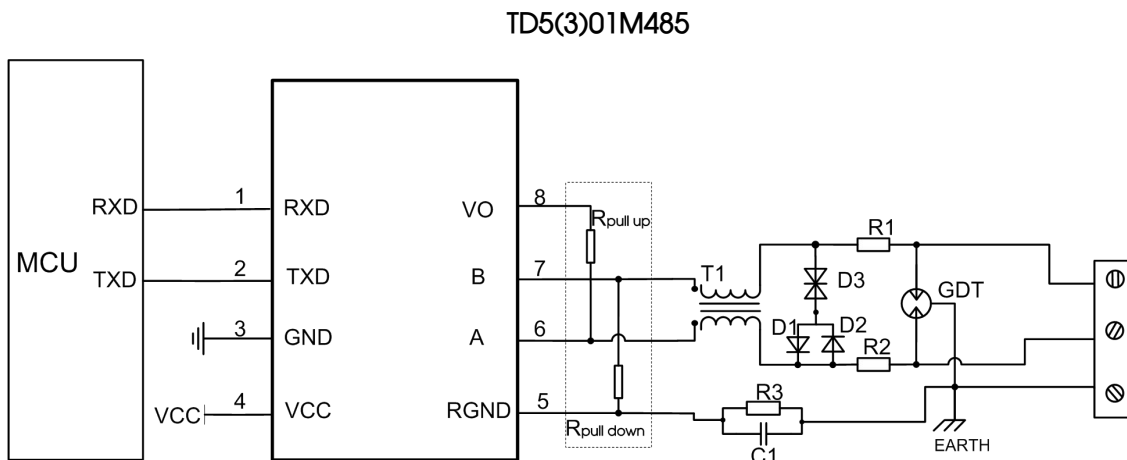 TD5(3)01M485
MCU
RXD
TXD
1
2
3
4
RXD
TXD
GND
VCC
VCC
VO
B
A
RGND
8
7
6
5
Rpull up
Rpull down
T1
D3
D1
D2
R1
R2
GDT
R3
C1
EARTH